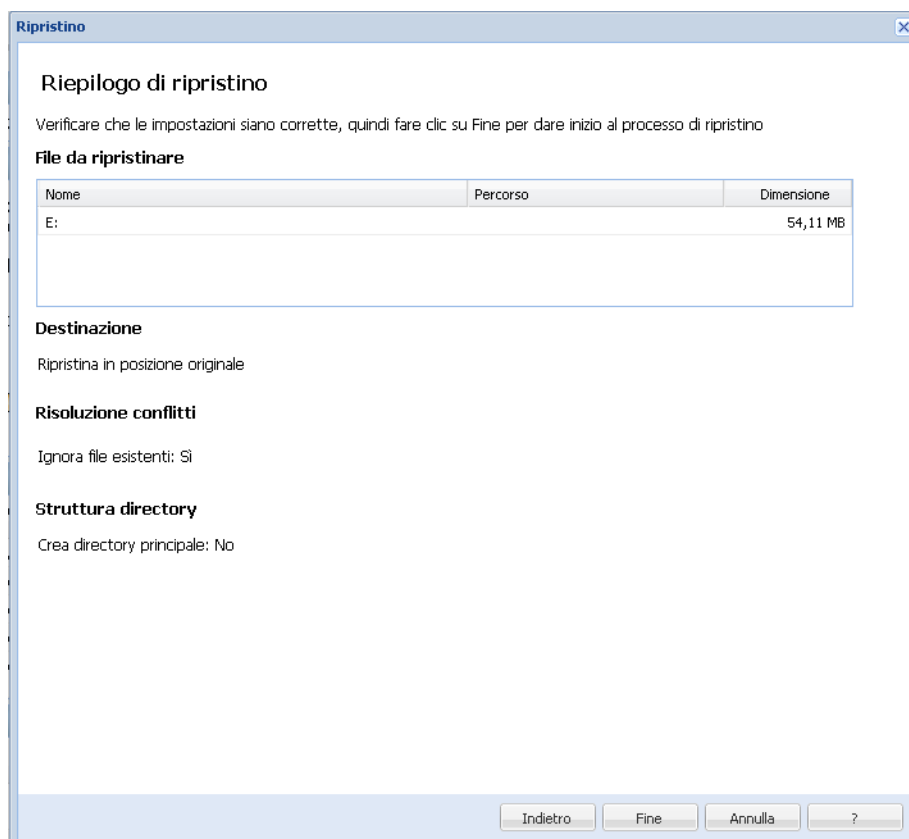 Ripristino
Riepilogo di ripristino
Verificare che le impostazioni siano corrette, quindi fare clic su Fine per dare inizio al processo di ripristino
File da ripristinare
Nome Percorso Dimensione
E: 54,11 MB
Destinazione
Ripristina in posizione originale
Risoluzione conflitti
Ignora file esistenti: Sì
Struttura directory
Crea directory principale: No
Indietro Fine Annulla ?